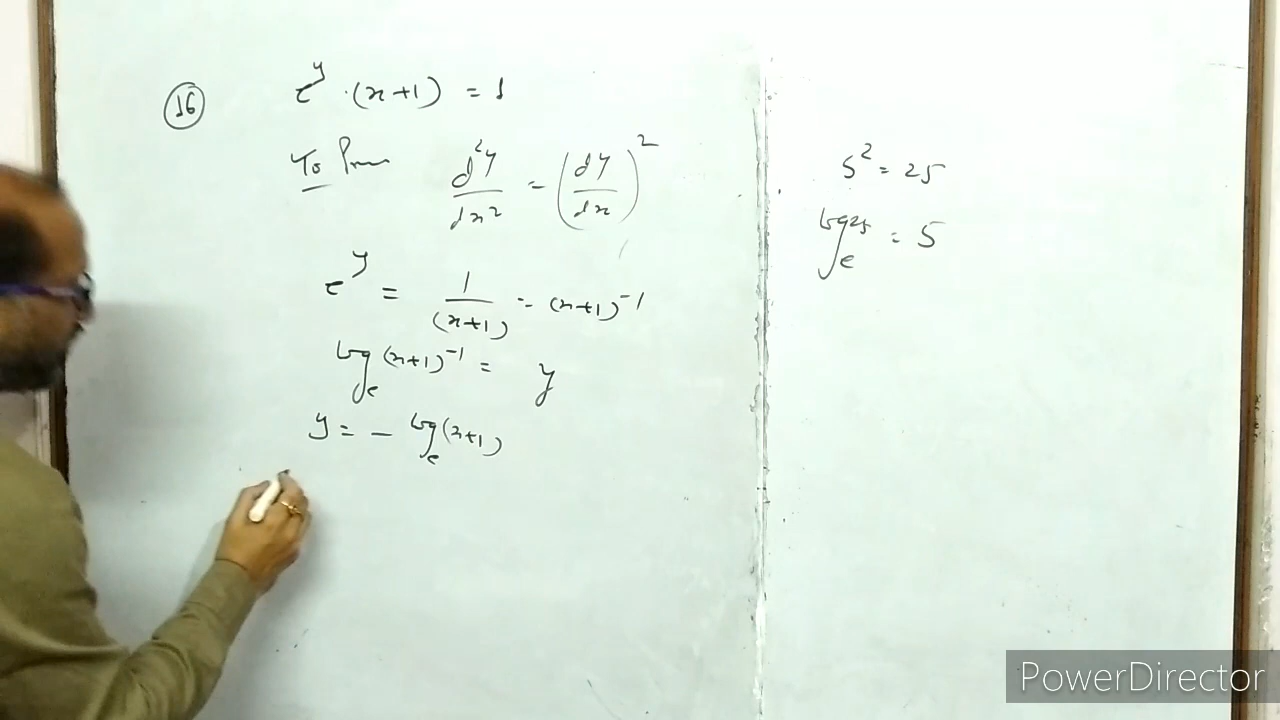 16
e^y · (x+1) = 1
To Prove d²y/dx² = (dy/dx)²
e^y = 1/(x+1) = (x+1)^-1
log_e (x+1)^-1 = y
y = - log_e (x+1)
5² = 25
log_e 25 = 5
PowerDirector